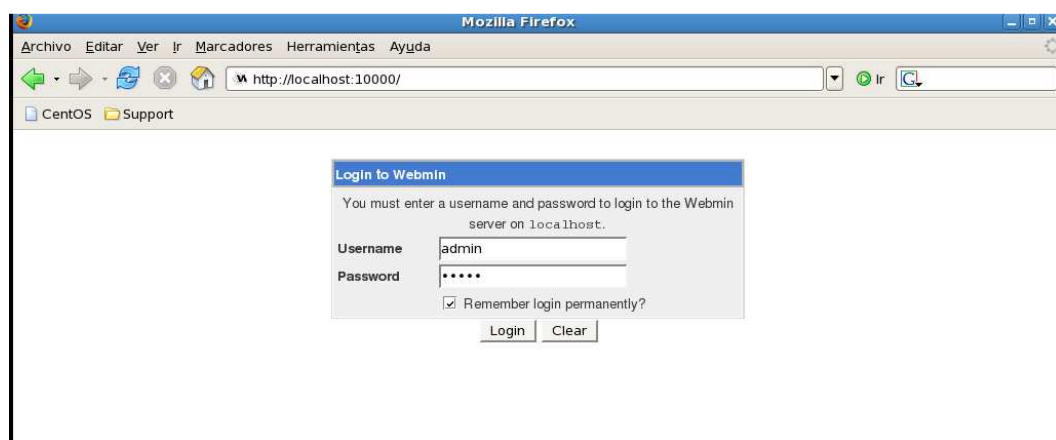 Mozilla Firefox
Archivo Editar Ver Ir Marcadores Herramientas Ayuda
http://localhost:10000/ Ir G
CentOS Support
Login to Webmin
You must enter a username and password to login to the Webmin
server on localhost.
Username admin
Password •••••
Remember login permanently?
Login Clear